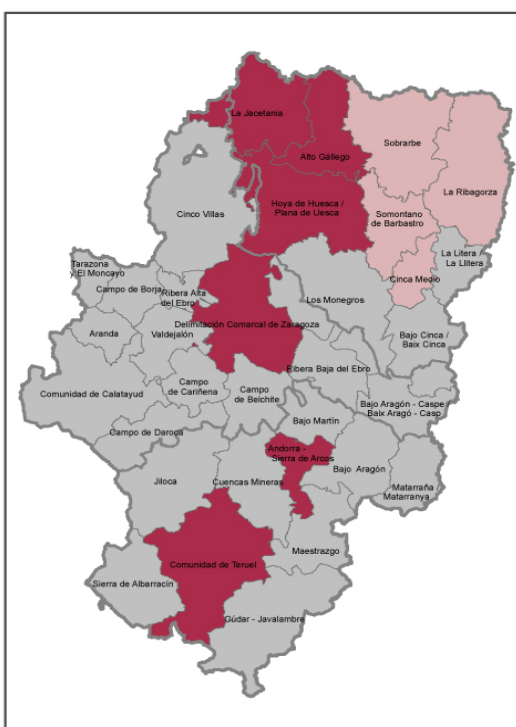 La Jacetania
Sobrarbe
Alto Gállego
La Ribagorza
Hoya de Huesca /
Plana de Uesca
Cinco Villas
Somontano
de Barbastro
La Litera /
La Llitera
Tarazona
y El Moncayo
Cinca Medio
Campo de Borja
Ribera Alta
del Ebro
Los Monegros
Aranda
Valdejalón
Delimitación Comarcal de Zaragoza
Bajo Cinca /
Baix Cinca
Ribera Baja del Ebro
Comunidad de Calatayud
Campo
de Cariñena
Campo
de Belchite
Bajo Aragón - Caspe
Baix Aragó - Casp
Bajo Martín
Campo de Daroca
Andorra -
Sierra de Arcos
Bajo Aragón
Jiloca
Cuencas Mineras
Matarraña /
Matarranya
Maestrazgo
Comunidad de Teruel
Sierra de Albarracín
Gúdar - Javalambre